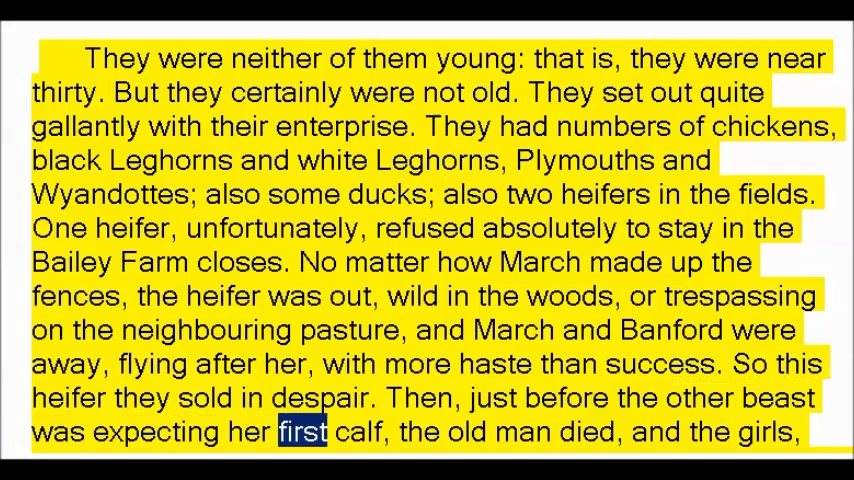 They were neither of them young: that is, they were near
thirty. But they certainly were not old. They set out quite
gallantly with their enterprise. They had numbers of chickens,
black Leghorns and white Leghorns, Plymouths and
Wyandottes; also some ducks; also two heifers in the fields.
One heifer, unfortunately, refused absolutely to stay in the
Bailey Farm closes. No matter how March made up the
fences, the heifer was out, wild in the woods, or trespassing
on the neighbouring pasture, and March and Banford were
away, flying after her, with more haste than success. So this
heifer they sold in despair. Then, just before the other beast
was expecting her first calf, the old man died, and the girls,